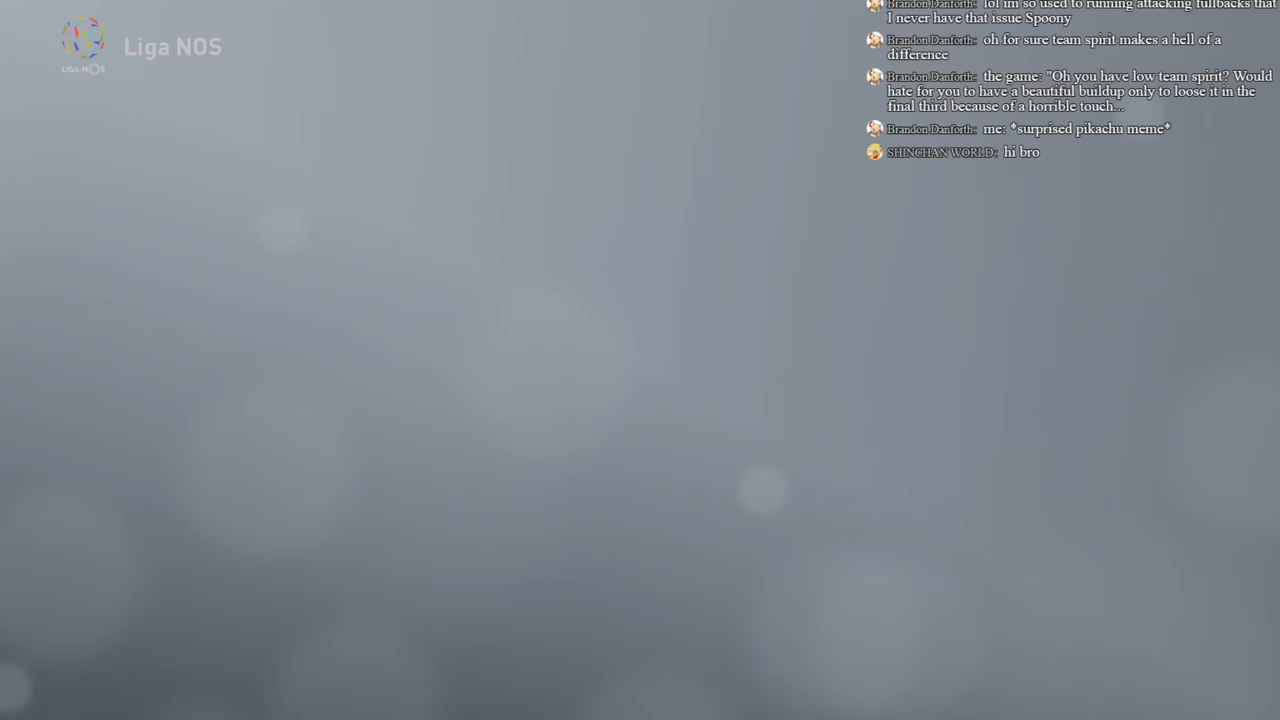 Liga NOS
LIGA NOS
Brandon Danforth: lol im so used to running attacking fullbacks that
I never have that issue Spoony
Brandon Danforth: oh for sure team spirit makes a hell of a
difference
Brandon Danforth: the game: "Oh you have low team spirit? Would
hate for you to have a beautiful buildup only to loose it in the
final third because of a horrible touch...
Brandon Danforth: me: *surprised pikachu meme*
SHINCHAN WORLD: hi bro